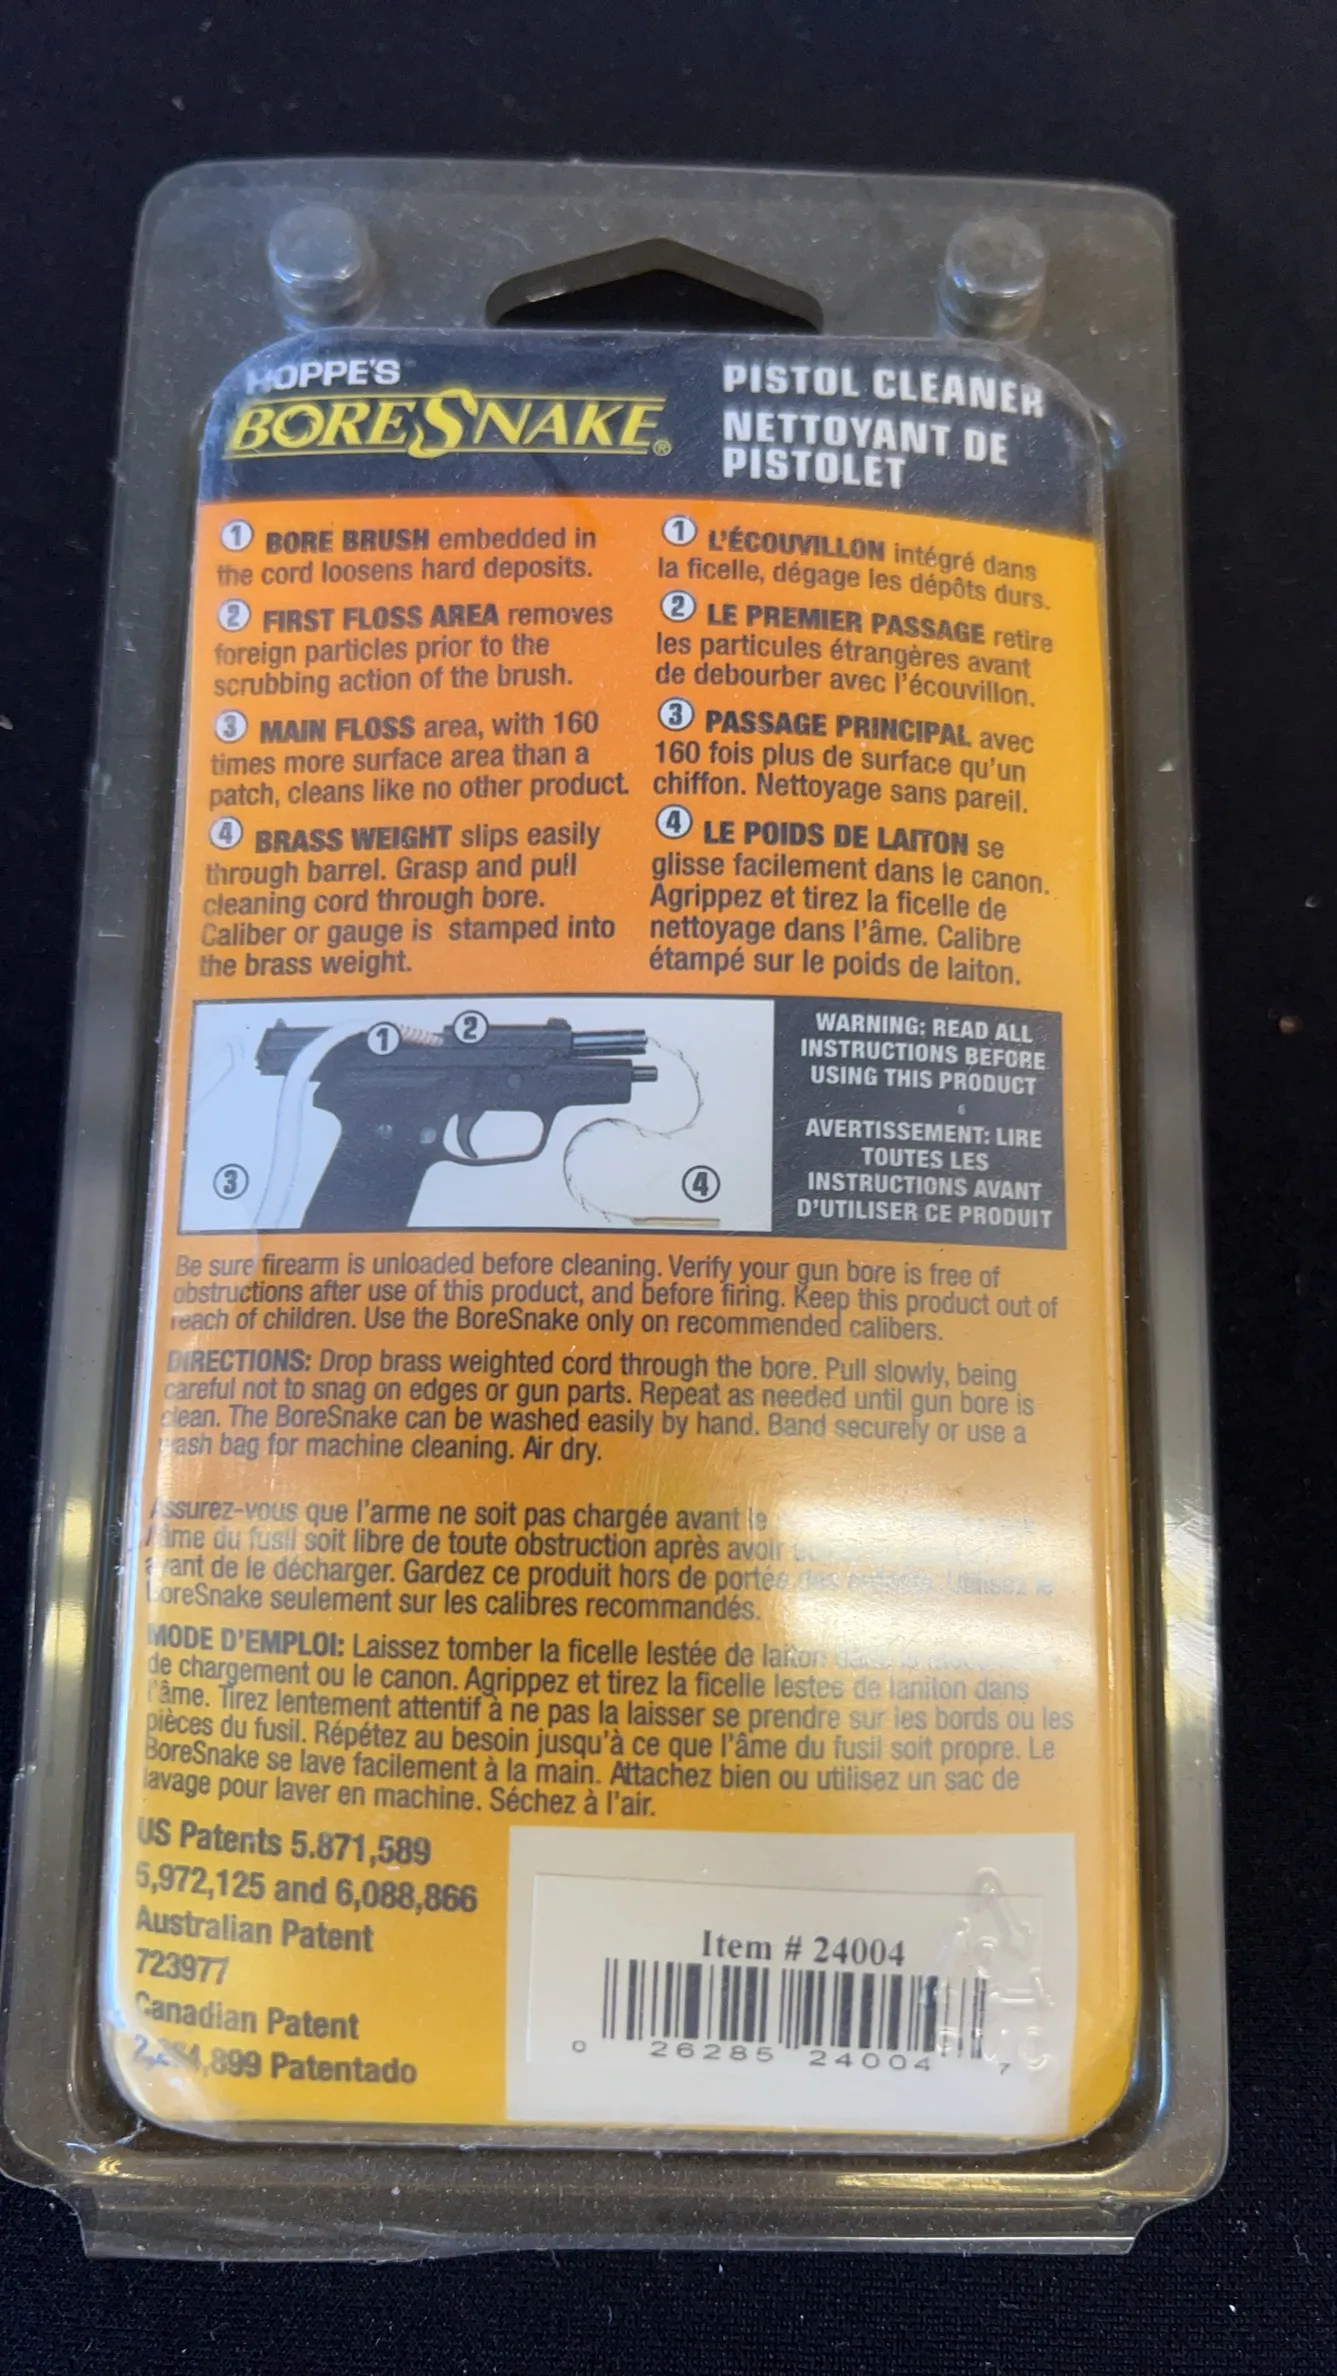 HOPPE'S
BORESNAKE®
PISTOL CLEANER
NETTOYANT DE
PISTOLET
1 BORE BRUSH embedded in
the cord loosens hard deposits.
2 FIRST FLOSS AREA removes
foreign particles prior to the
scrubbing action of the brush.
3 MAIN FLOSS area, with 160
times more surface area than a
patch, cleans like no other product.
4 BRASS WEIGHT slips easily
through barrel. Grasp and pull
cleaning cord through bore.
Caliber or gauge is stamped into
the brass weight.
1 L'ÉCOUVILLON intégré dans
la ficelle, dégage les dépôts durs.
2 LE PREMIER PASSAGE retire
les particules étrangères avant
de debourber avec l'écouvillon.
3 PASSAGE PRINCIPAL avec
160 fois plus de surface qu'un
chiffon. Nettoyage sans pareil.
4 LE POIDS DE LAITON se
glisse facilement dans le canon.
Agrippez et tirez la ficelle de
nettoyage dans l'âme. Calibre
étampé sur le poids de laiton.
1
2
3
4
WARNING: READ ALL
INSTRUCTIONS BEFORE
USING THIS PRODUCT
AVERTISSEMENT: LIRE
TOUTES LES
INSTRUCTIONS AVANT
D'UTILISER CE PRODUIT
Be sure firearm is unloaded before cleaning. Verify your gun bore is free of
obstructions after use of this product, and before firing. Keep this product out of
reach of children. Use the BoreSnake only on recommended calibers.
DIRECTIONS: Drop brass weighted cord through the bore. Pull slowly, being
careful not to snag on edges or gun parts. Repeat as needed until gun bore is
clean. The BoreSnake can be washed easily by hand. Band securely or use a
wash bag for machine cleaning. Air dry.
Assurez-vous que l'arme ne soit pas chargée avant le
l'âme du fusil soit libre de toute obstruction après avoir
avant de le décharger. Gardez ce produit hors de portée des enfants. Utilisez le
BoreSnake seulement sur les calibres recommandés.
MODE D'EMPLOI: Laissez tomber la ficelle lestée de laiton dans la
de chargement ou le canon. Agrippez et tirez la ficelle lestee de laniton dans
l'âme. Tirez lentement attentif à ne pas la laisser se prendre sur les bords ou les
pièces du fusil. Répétez au besoin jusqu'à ce que l'âme du fusil soit propre. Le
BoreSnake se lave facilement à la main. Attachez bien ou utilisez un sac de
lavage pour laver en machine. Séchez à l'air.
US Patents 5.871,589
5,972,125 and 6,088,866
Australian Patent
723977
Canadian Patent
899 Patentado
Item # 24004
0 26285 24004 7